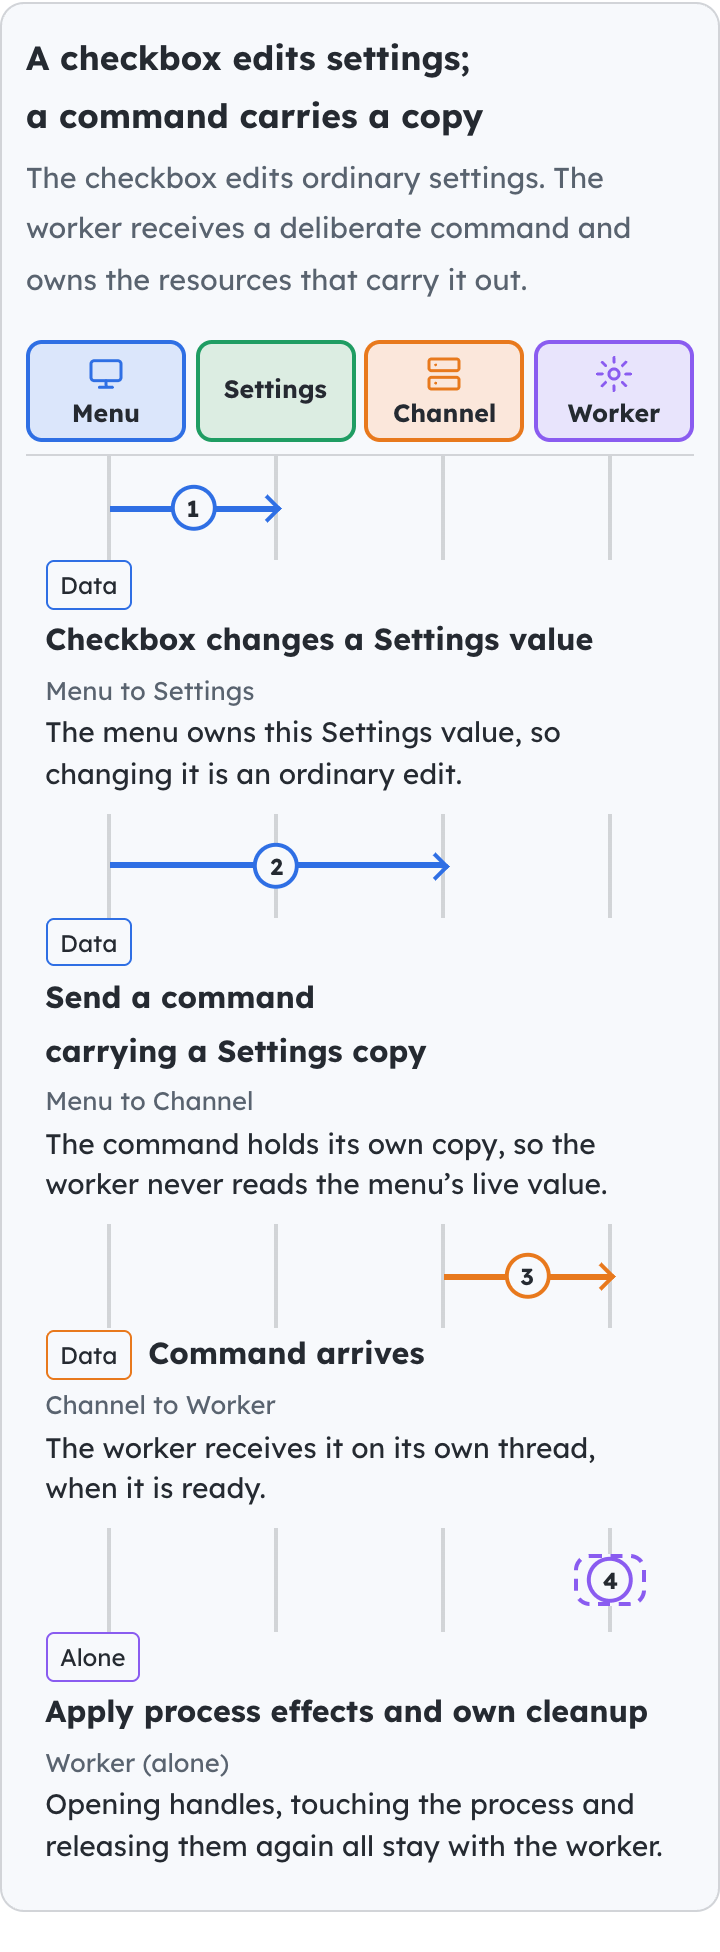 A checkbox edits settings;
a command carries a copy
The checkbox edits ordinary settings. The
worker receives a deliberate command and
owns the resources that carry it out.
Menu
Settings
Channel
Worker
1
Data
Checkbox changes a Settings value
Menu to Settings
The menu owns this Settings value, so
changing it is an ordinary edit.
2
Data
Send a command
carrying a Settings copy
Menu to Channel
The command holds its own copy, so the
worker never reads the menu’s live value.
3
Data Command arrives
Channel to Worker
The worker receives it on its own thread,
when it is ready.
4
Alone
Apply process effects and own cleanup
Worker (alone)
Opening handles, touching the process and
releasing them again all stay with the worker.